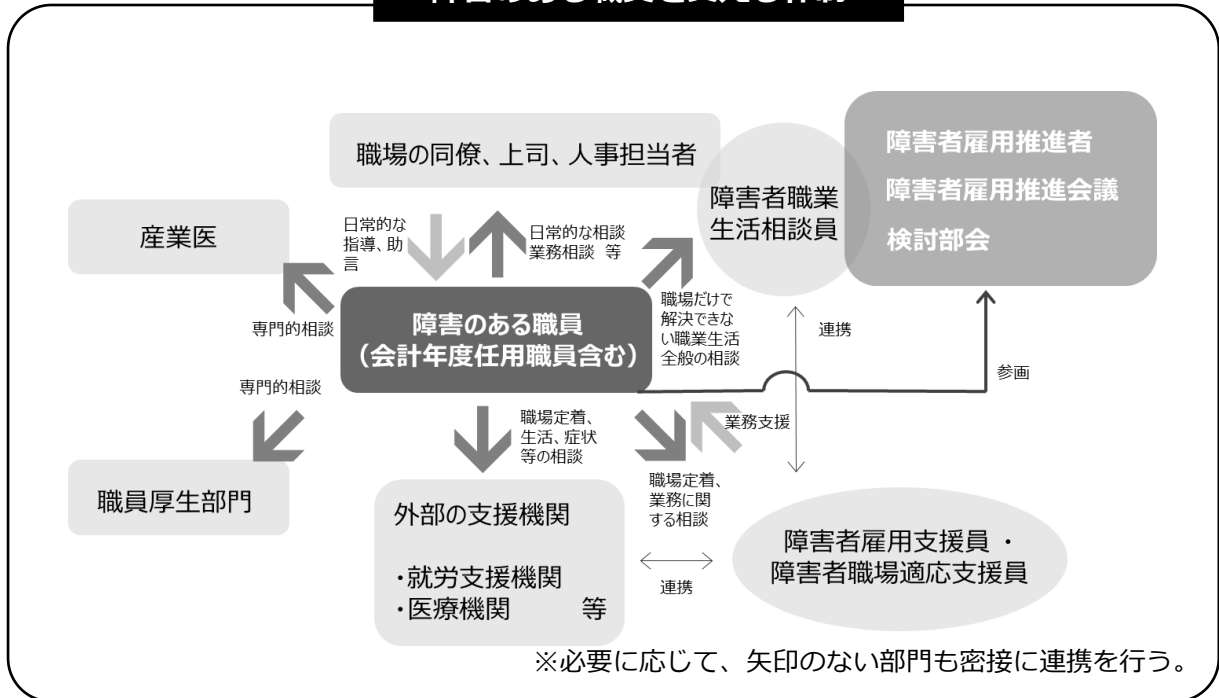 職場の同僚、上司、人事担当者
障害者雇用推進者
障害者雇用推進会議
検討部会
障害者職業
生活相談員
産業医
日常的な
指導、助
言
日常的な相談
業務相談 等
専門的相談
障害のある職員
(会計年度任用職員含む)
職場だけで
解決できな
い職業生活
全般の相談
連携
参画
専門的相談
職場定着、
生活、症状
等の相談
業務支援
職場定着、
業務に関
する相談
職員厚生部門
外部の支援機関
・就労支援機関
・医療機関 等
連携
障害者雇用支援員・
障害者職場適応支援員
※必要に応じて、矢印のない部門も密接に連携を行う。